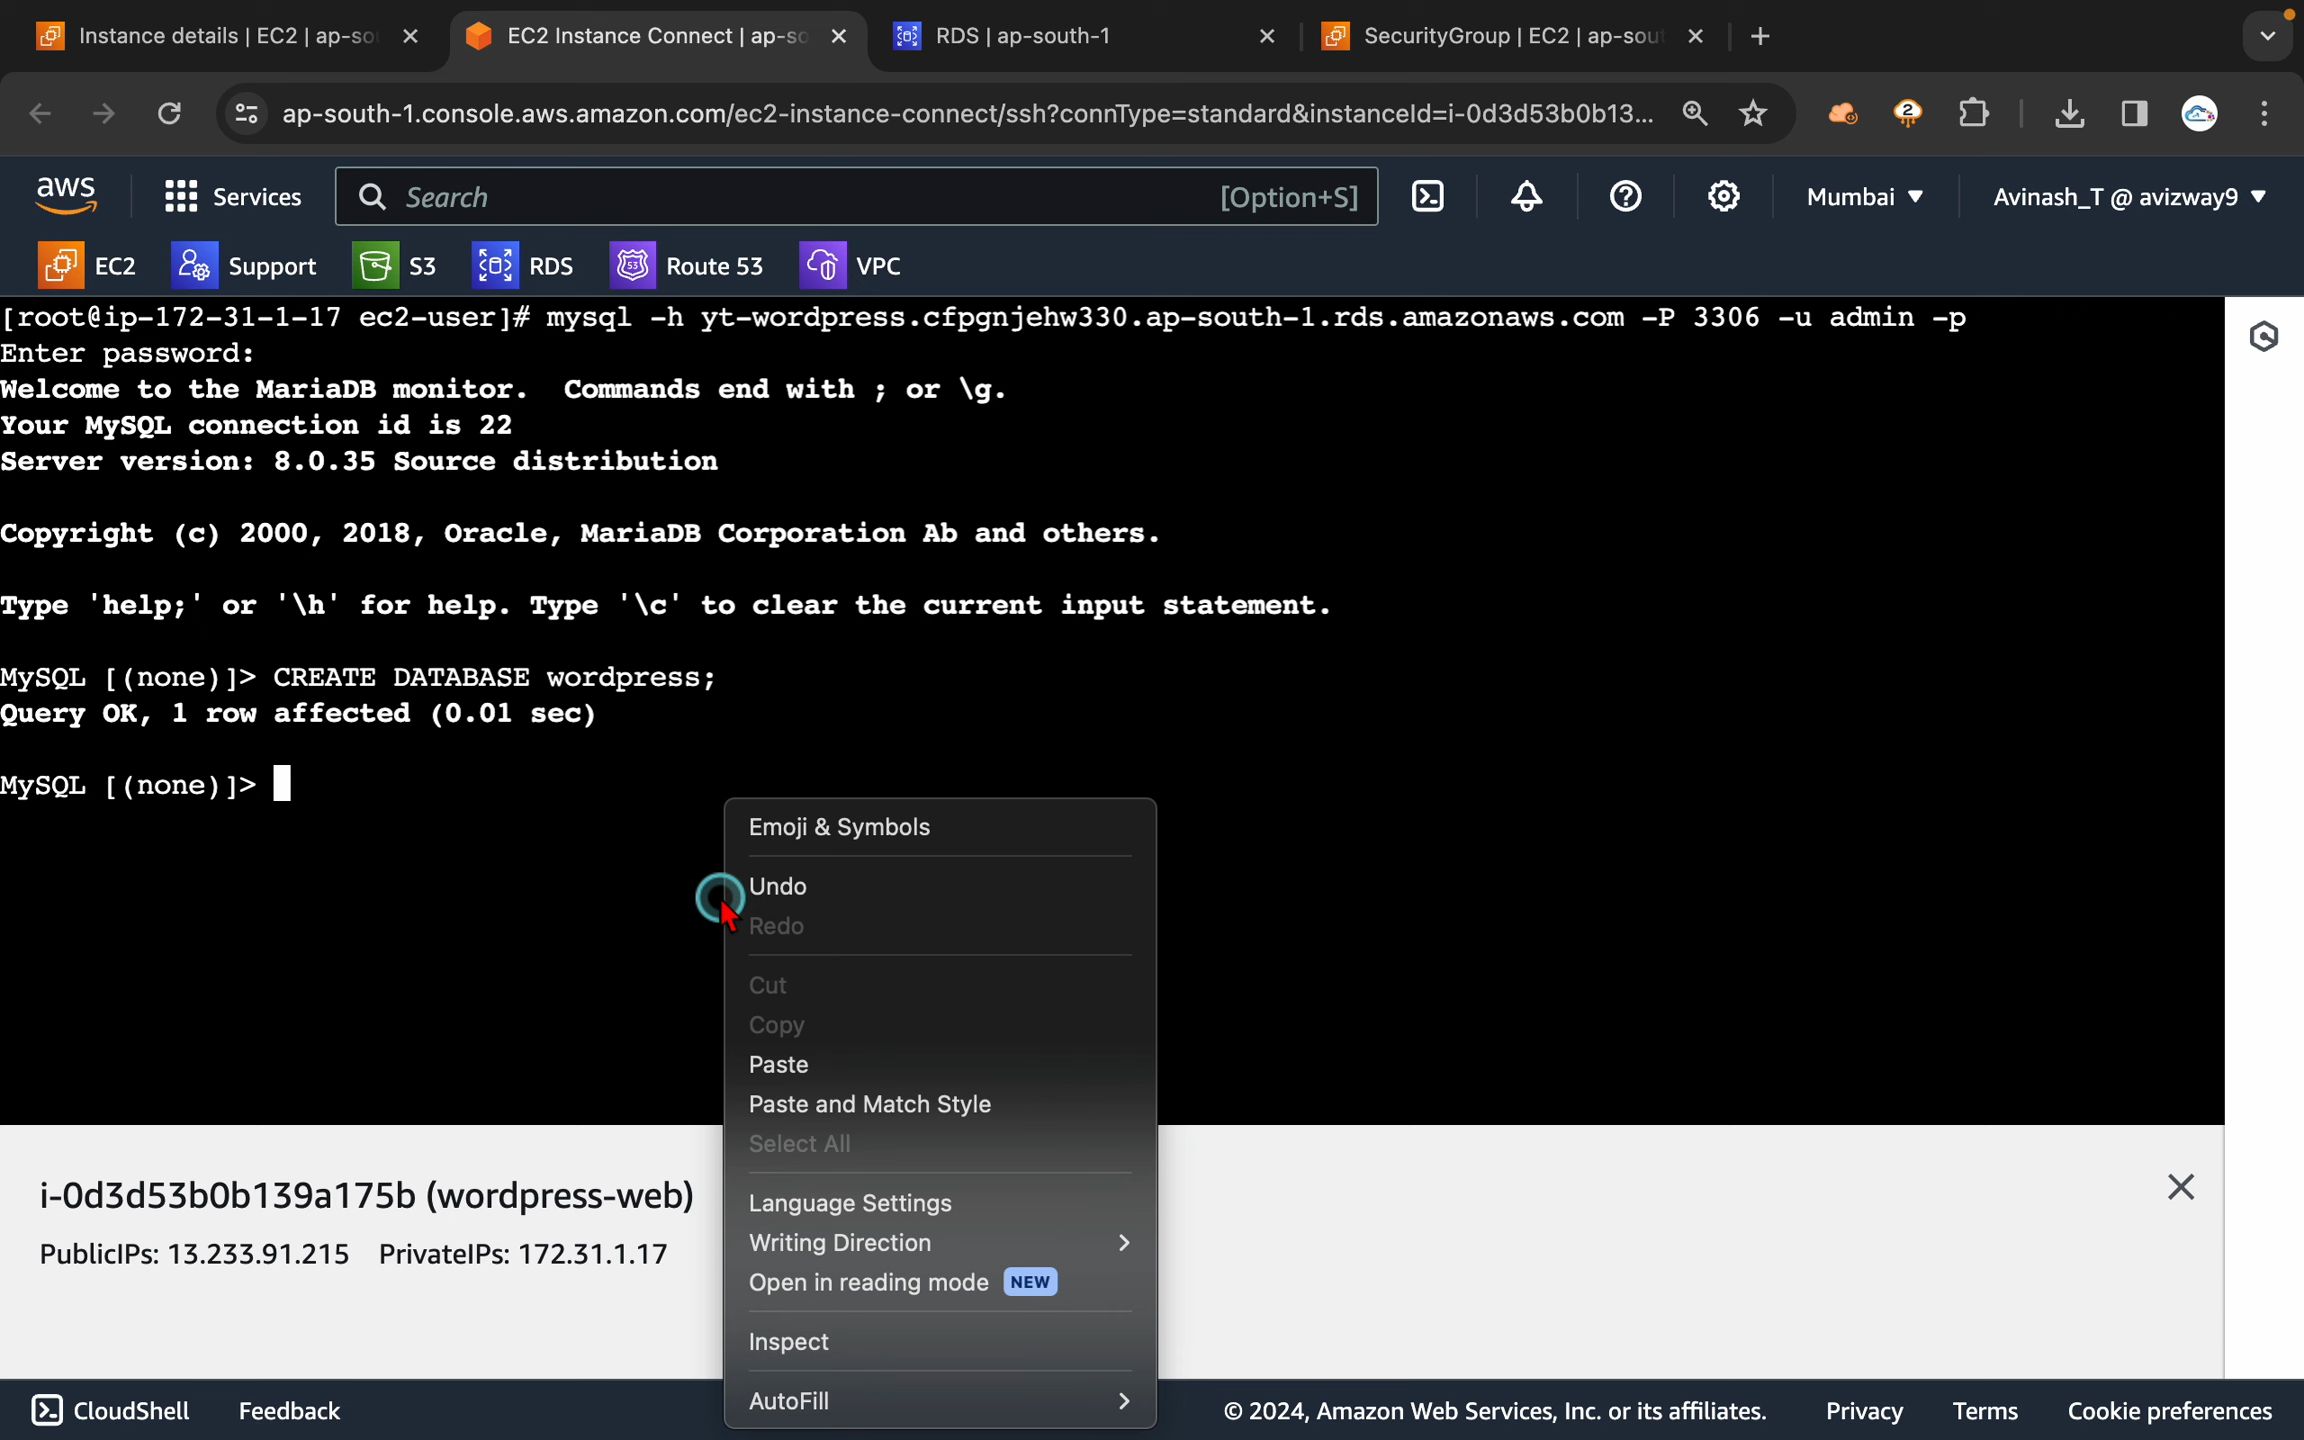 Instance details | EC2 | ap-sou
EC2 Instance Connect | ap-so
RDS | ap-south-1
SecurityGroup | EC2 | ap-sout
ap-south-1.console.aws.amazon.com/ec2-instance-connect/ssh?connType=standard&instanceId=i-0d3d53b0b13...
2
aws
Services
Search
[Option+S]
Mumbai
Avinash_T @ avizway9
EC2
Support
S3
RDS
53
Route 53
VPC
[root@ip-172-31-1-17 ec2-user]# mysql -h yt-wordpress.cfpgnjehw330.ap-south-1.rds.amazonaws.com -P 3306 -u admin -p
Enter password:
Welcome to the MariaDB monitor.  Commands end with ; or \g.
Your MySQL connection id is 22
Server version: 8.0.35 Source distribution
Copyright (c) 2000, 2018, Oracle, MariaDB Corporation Ab and others.
Type 'help;' or '\h' for help. Type '\c' to clear the current input statement.
MySQL [(none)]> CREATE DATABASE wordpress;
Query OK, 1 row affected (0.01 sec)
MySQL [(none)]>
Emoji & Symbols
Undo
Redo
Cut
Copy
Paste
Paste and Match Style
Select All
Language Settings
Writing Direction
Open in reading mode NEW
Inspect
AutoFill
i-0d3d53b0b139a175b (wordpress-web)
PublicIPs: 13.233.91.215 PrivateIPs: 172.31.1.17
CloudShell
Feedback
© 2024, Amazon Web Services, Inc. or its affiliates.
Privacy
Terms
Cookie preferences